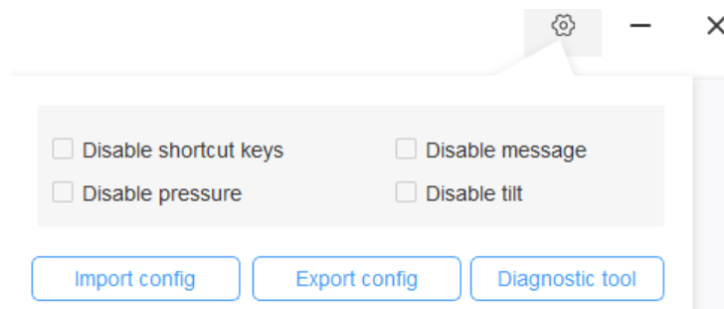 Disable shortcut keys Disable message
Disable pressure Disable tilt
Import config Export config Diagnostic tool